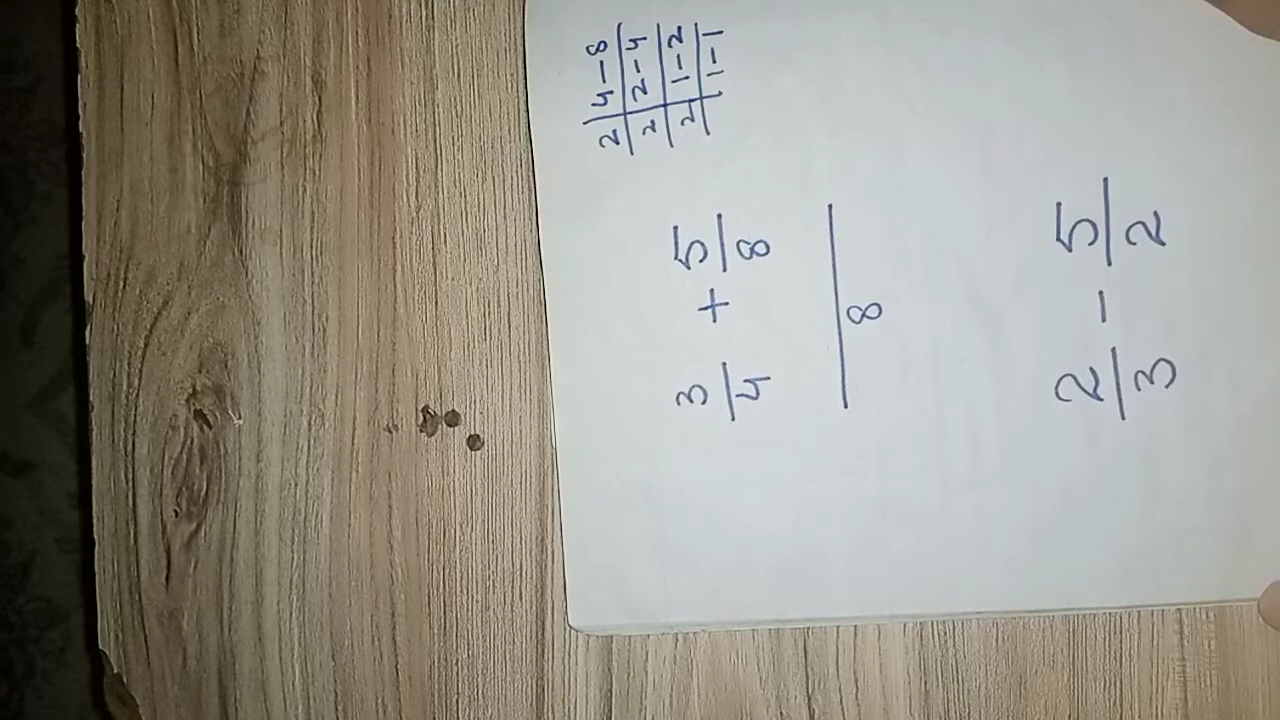 2 | 4 - 8
2 | 2 - 4
2 | 1 - 2
1 - 1
3/4 + 5/8
8
2/3 - 5/2